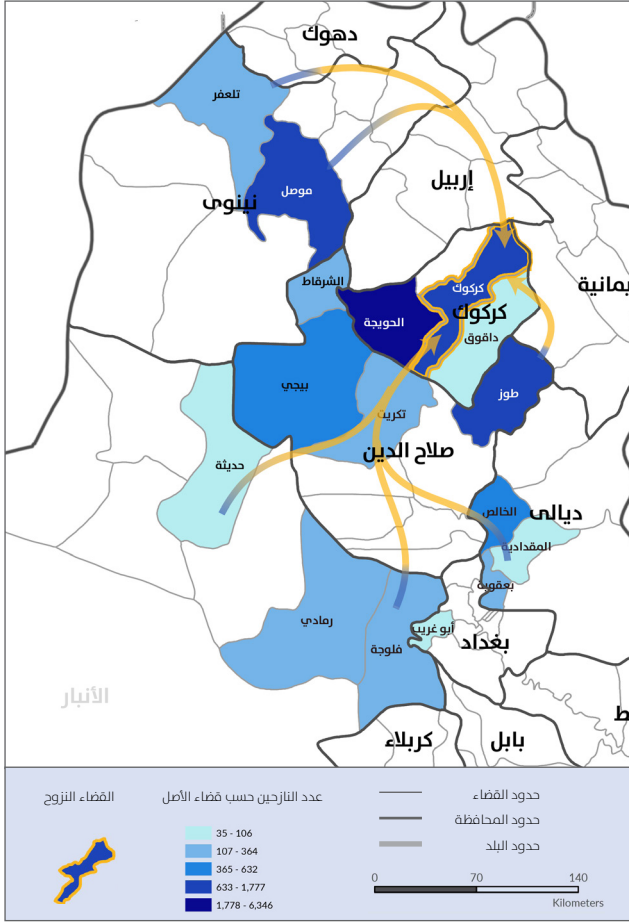 دهوك
تلعفر
إربيل
موصل
نينوى
الشرقاط
كركوك
يمانية
كركوك
الحويجة
داقوق
بيجي
طوز
تكريت
صلاح الدين
حديثة
الخالص
ديالى
المقدادية
بعقوبة
رمادي
أبو غريب
بغداد
فلوجة
الأنبار
ط
كربلاء
بابل
القضاء النزوح
عدد النازحين حسب قضاء الأصل
35 - 106
107 - 364
365 - 632
633 - 1,777
1,778 - 6,346
حدود القضاء
حدود المحافظة
حدود البلد
0 70 140
Kilometers